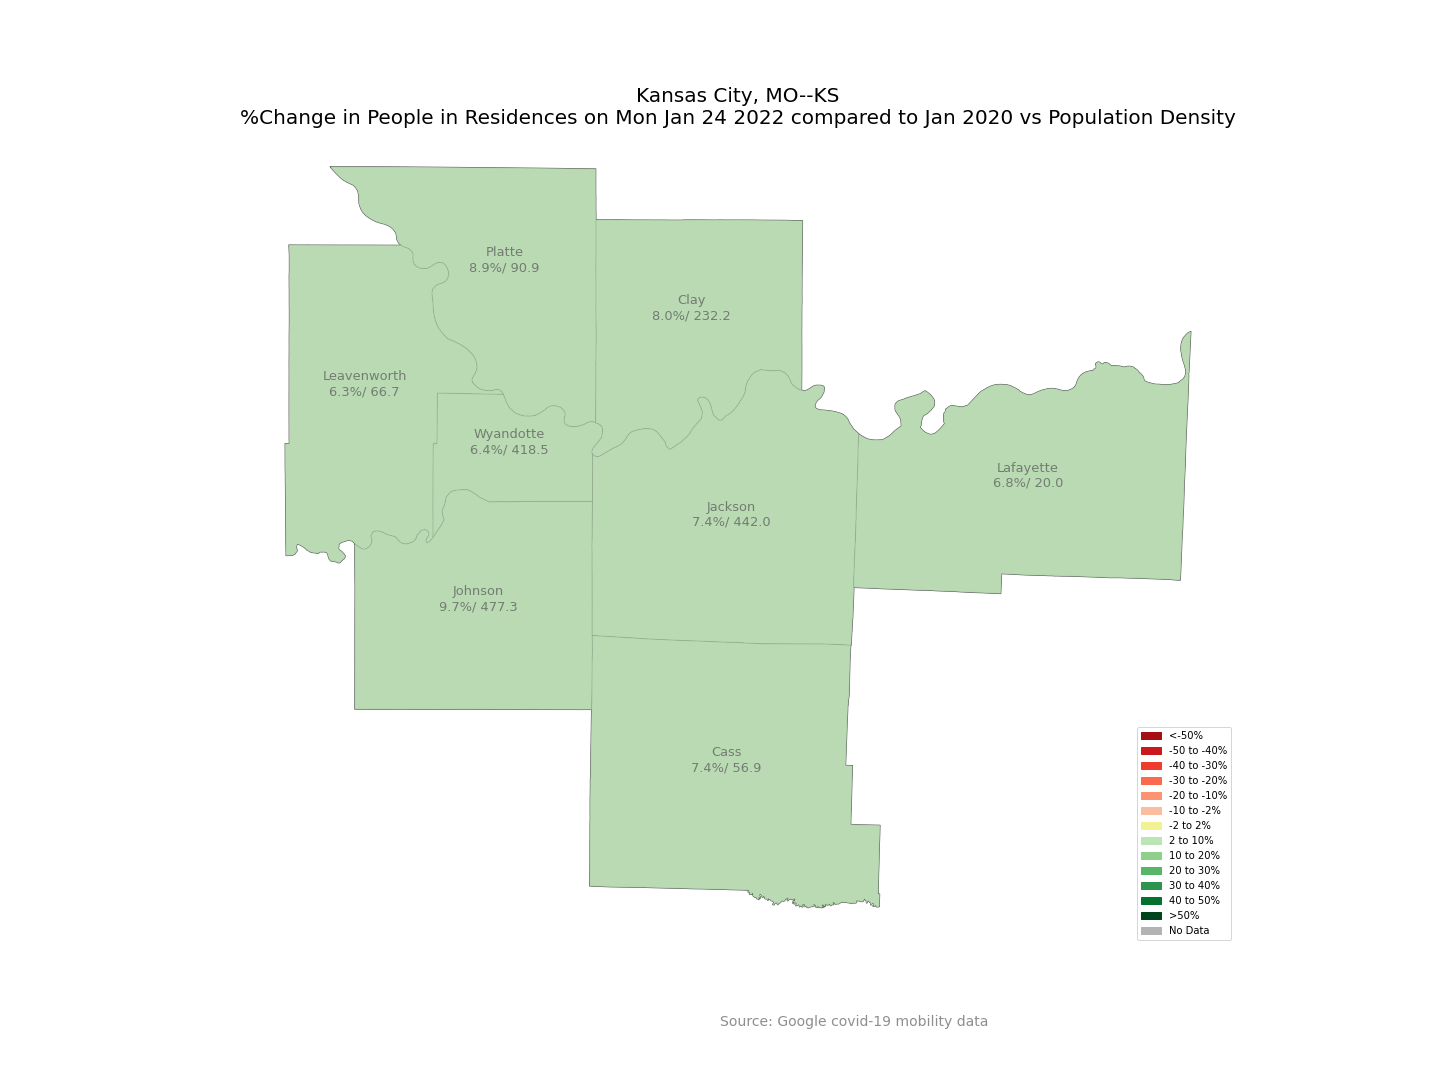 Kansas City, MO--KS
%Change in People in Residences on Mon Jan 24 2022 compared to Jan 2020 vs Population Density
Platte
8.9%/ 90.9
Clay
8.0%/ 232.2
Leavenworth
6.3%/ 66.7
Wyandotte
6.4%/ 418.5
Lafayette
6.8%/ 20.0
Jackson
7.4%/ 442.0
Johnson
9.7%/ 477.3
Cass
7.4%/ 56.9
<-50%
-50 to -40%
-40 to -30%
-30 to -20%
-20 to -10%
-10 to -2%
-2 to 2%
2 to 10%
10 to 20%
20 to 30%
30 to 40%
40 to 50%
>50%
No Data
Source: Google covid-19 mobility data